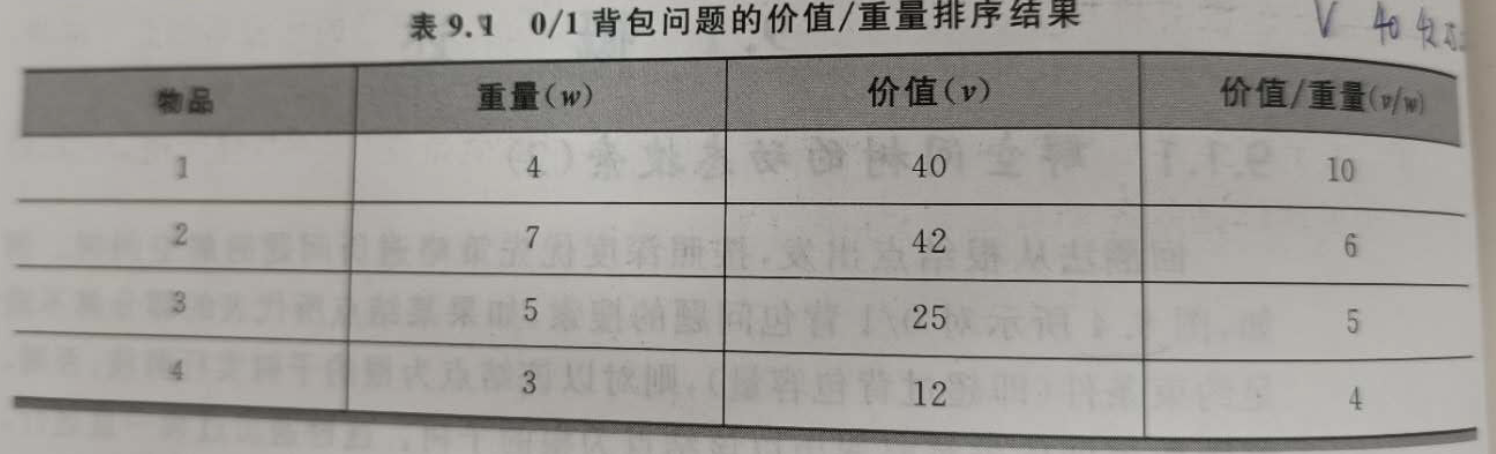 表 9.1 0/1 背包问题的价值/重量排序结果
V 40
物品 重量(w) 价值(v) 价值/重量(v/w)
1 4 40 10
2 7 42 6
3 5 25 5
4 3 12 4